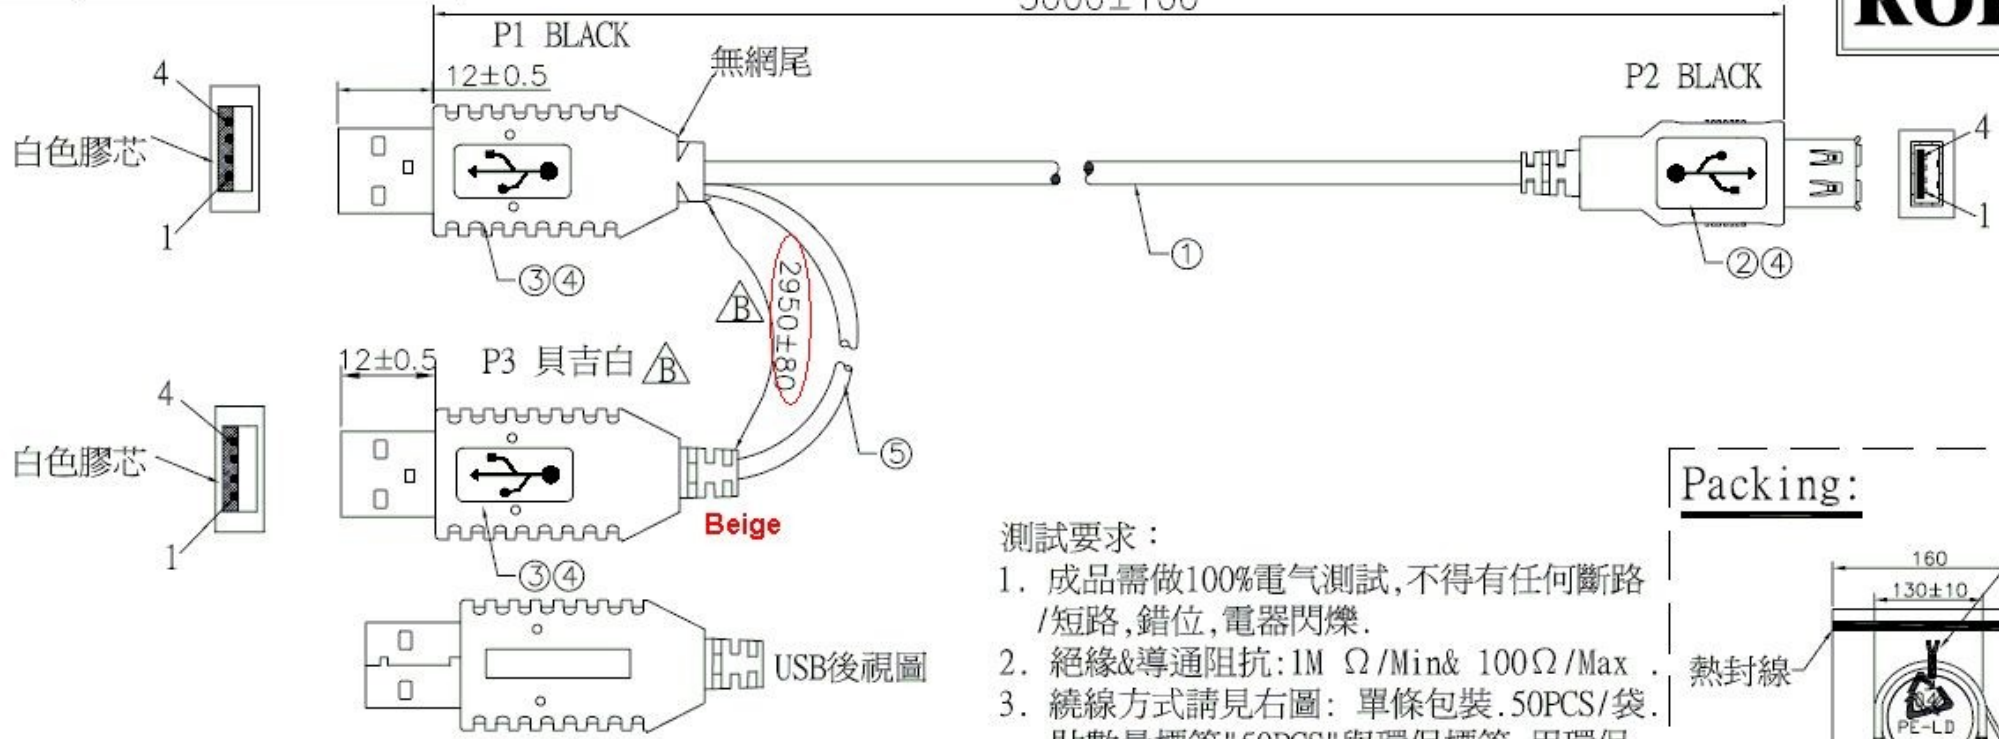 P1 BLACK
無網尾
12±0.5
P2 BLACK
4
白色膠芯
1
4
1
③④
①
②④
B
2950±80
12±0.5
P3 貝吉白
B
4
白色膠芯
1
Beige
⑤
③④
USB後視圖
測試要求：
1. 成品需做100%電气測試,不得有任何斷路
/短路,錯位,電器閃爍.
2. 絕緣&導通阻抗:1M Ω/Min& 100Ω/Max .
3. 繞線方式請見右圖: 單條包裝.50PCS/袋.
Packing:
160
130±10
熱封線
PE-LD